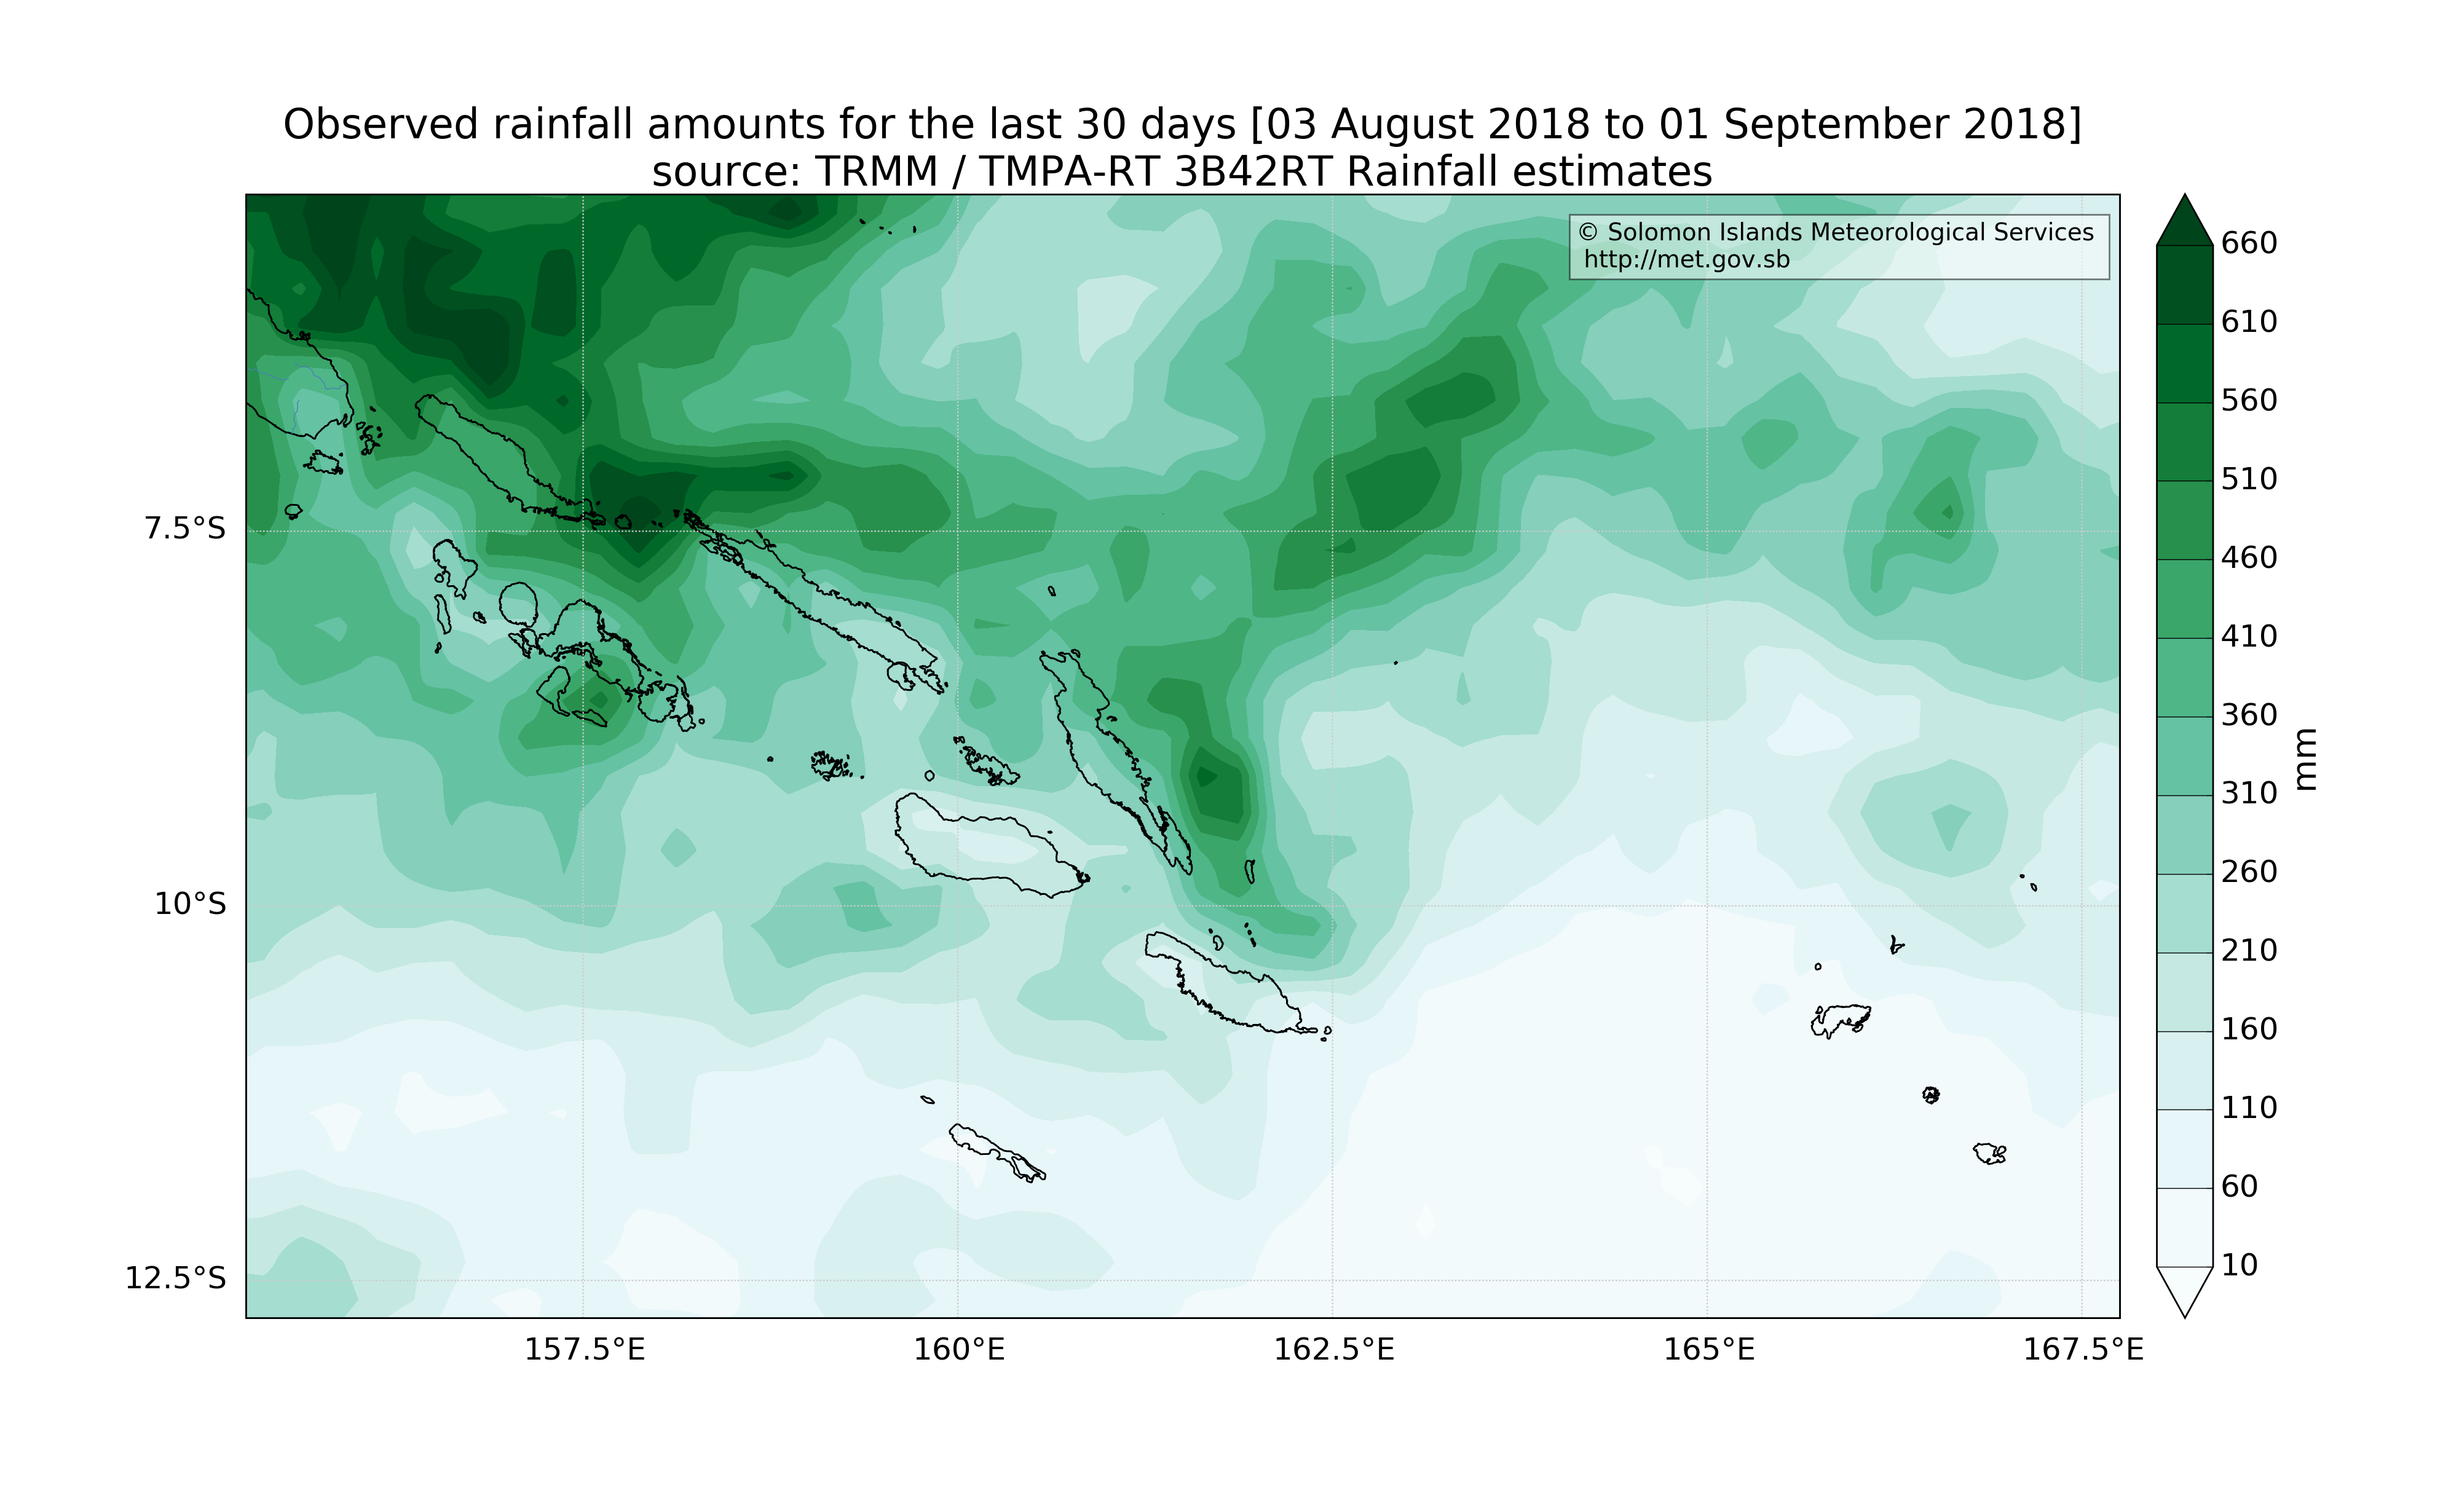 Observed rainfall amounts for the last 30 days [03 August 2018 to 01 September 2018]
source: TRMM / TMPA-RT 3B42RT Rainfall estimates
© Solomon Islands Meteorological Services
http://met.gov.sb
7.5°S
10°S
12.5°S
157.5°E
160°E
162.5°E
165°E
167.5°E
660
610
560
510
460
410
360
310
260
210
160
110
60
10
mm